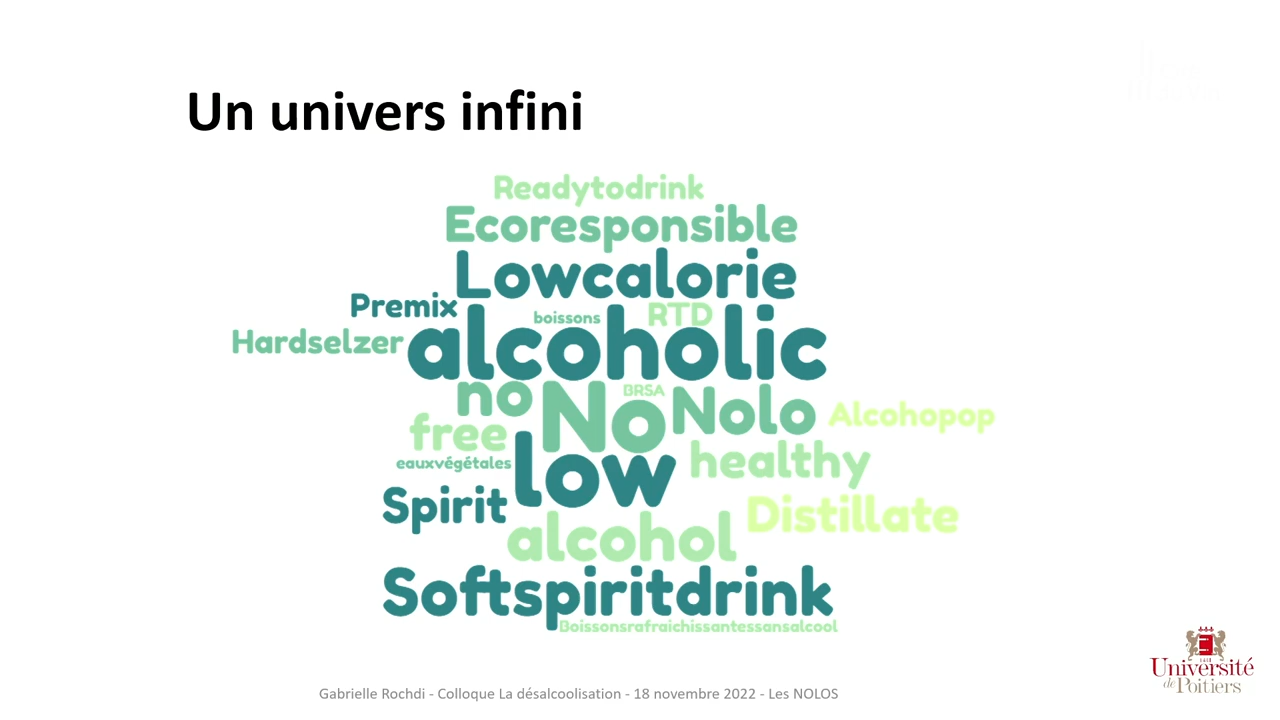 Un univers infini
Readytodrink
Ecoresponsible
Lowcalorie
Premix
boissons
RTD
Hardselzer
alcoholic
no
No
BRSA
Nolo
Alcohopop
free
eauxvégétales
low
healthy
Spirit
Distillate
alcohol
Softspiritdrink
Boissonsrafraichissantessansalcool
Gabrielle Rochdi - Colloque La désalcoolisation - 18 novembre 2022 - Les NOLOS
Université
de Poitiers